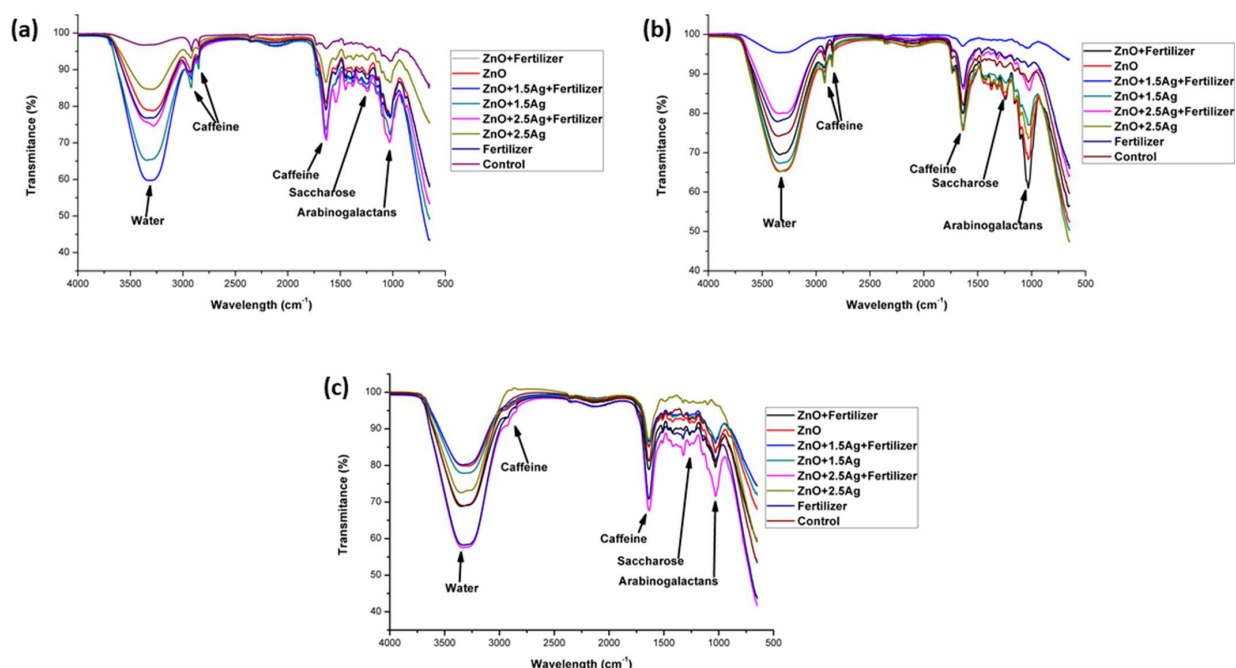 (a)
100
95
90
85
80
75
70
65
60
55
50
45
40
Transmitance (%)
4000 3500 3000 2500 2000 1500 1000 500
Wavelength (cm-1)
Water
Caffeine
Caffeine
Saccharose
Arabinogalactans
ZnO+Fertilizer
ZnO
ZnO+1.5Ag+Fertilizer
ZnO+1.5Ag
ZnO+2.5Ag+Fertilizer
ZnO+2.5Ag
Fertilizer
Control
(b)
100
90
80
70
60
50
40
Transmitance (%)
4000 3500 3000 2500 2000 1500 1000 500
Wavelength (cm-1)
Water
Caffeine
Caffeine
Saccharose
Arabinogalactans
ZnO+Fertilizer
ZnO
ZnO+1.5Ag+Fertilizer
ZnO+1.5Ag
ZnO+2.5Ag+Fertilizer
ZnO+2.5Ag
Fertilizer
Control
(c)
100
90
80
70
60
50
40
Transmitance (%)
4000 3500 3000 2500 2000 1500 1000 500
Wavelength (cm-1)
Water
Caffeine
Caffeine
Saccharose
Arabinogalactans
ZnO+Fertilizer
ZnO
ZnO+1.5Ag+Fertilizer
ZnO+1.5Ag
ZnO+2.5Ag+Fertilizer
ZnO+2.5Ag
Fertilizer
Control